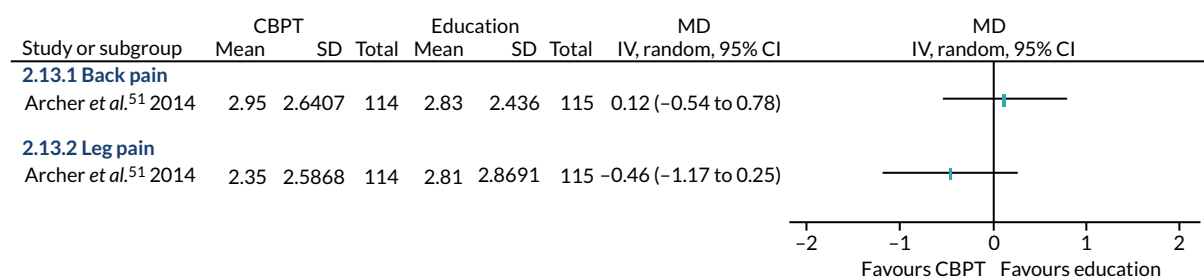 CBPT Education MD MD
Study or subgroup Mean SD Total Mean SD Total IV, random, 95% CI IV, random, 95% CI
2.13.1 Back pain
Archer et al.51 2014 2.95 2.6407 114 2.83 2.436 115 0.12 (–0.54 to 0.78)
2.13.2 Leg pain
Archer et al.51 2014 2.35 2.5868 114 2.81 2.8691 115 –0.46 (–1.17 to 0.25)
–2 –1 0 1 2
Favours CBPT Favours education